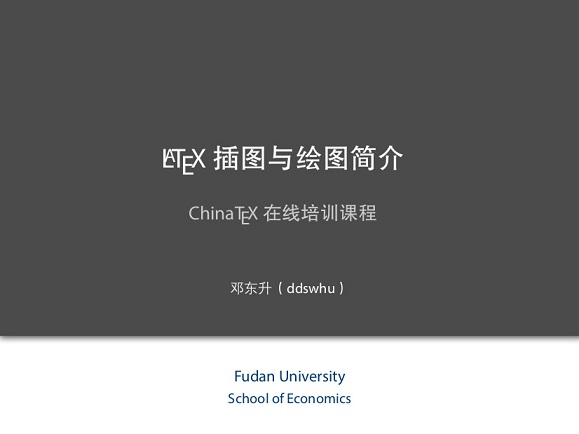 LATEX 插图与绘图简介
ChinaTEX 在线培训课程
邓东升（ddswhu）
Fudan University
School of Economics